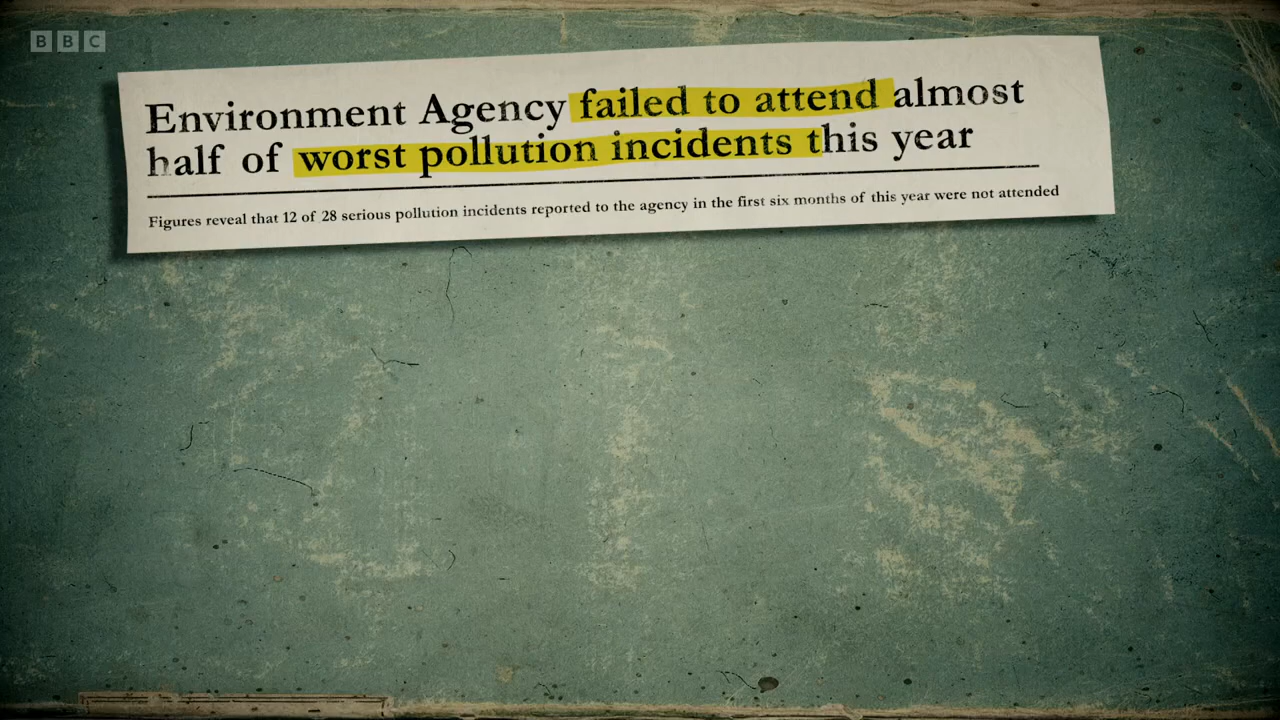 BBC
Environment Agency failed to attend almost
half of worst pollution incidents this year
Figures reveal that 12 of 28 serious pollution incidents reported to the agency in the first six months of this year were not attended